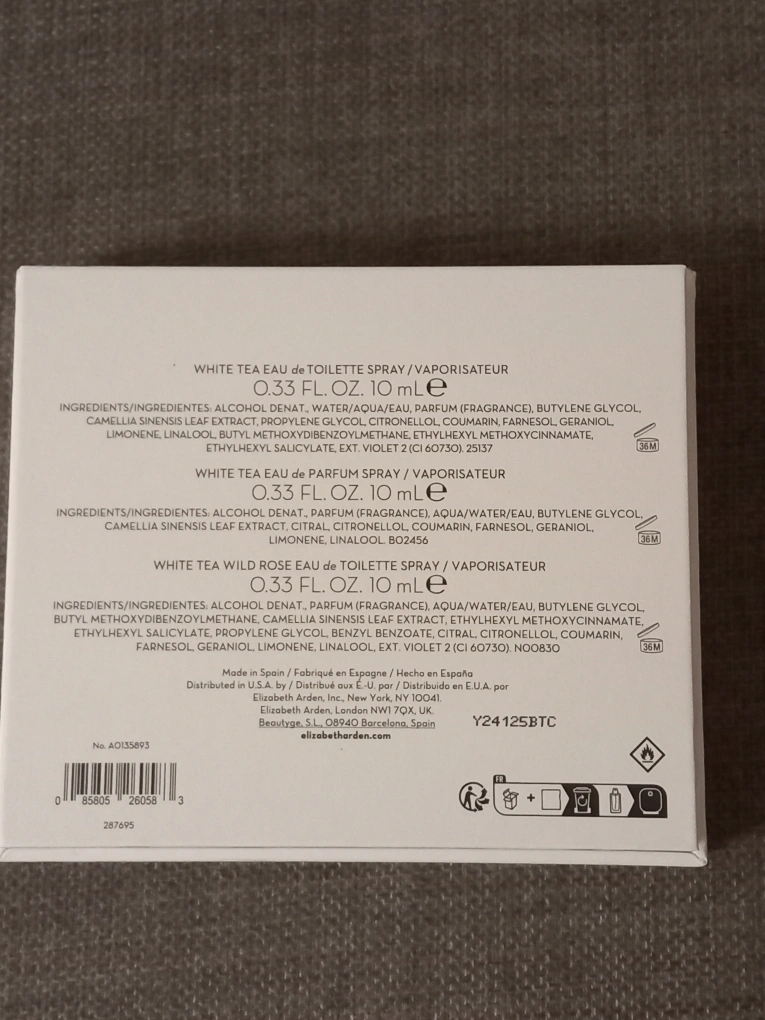 WHITE TEA EAU de TOILETTE SPRAY / VAPORISATEUR
0.33 FL. OZ. 10 mL e
INGREDIENTS/INGREDIENTES: ALCOHOL DENAT., WATER/AQUA/EAU, PARFUM (FRAGRANCE), BUTYLENE GLYCOL,
CAMELLIA SINENSIS LEAF EXTRACT, PROPYLENE GLYCOL, CITRONELLOL, COUMARIN, FARNESOL, GERANIOL,
LIMONENE, LINALOOL, BUTYL METHOXYDIBENZOYLMETHANE, ETHYLHEXYL METHOXYCINNAMATE,
ETHYLHEXYL SALICYLATE, EXT. VIOLET 2 (CI 60730). 25137
36M
WHITE TEA EAU de PARFUM SPRAY / VAPORISATEUR
0.33 FL. OZ. 10 mL e
INGREDIENTS/INGREDIENTES: ALCOHOL DENAT., PARFUM (FRAGRANCE), AQUA/WATER/EAU, BUTYLENE GLYCOL,
CAMELLIA SINENSIS LEAF EXTRACT, CITRAL, CITRONELLOL, COUMARIN, FARNESOL, GERANIOL,
LIMONENE, LINALOOL. B02456
36M
WHITE TEA WILD ROSE EAU de TOILETTE SPRAY / VAPORISATEUR
0.33 FL. OZ. 10 mL e
INGREDIENTS/INGREDIENTES: ALCOHOL DENAT., PARFUM (FRAGRANCE), AQUA/WATER/EAU, BUTYLENE GLYCOL,
BUTYL METHOXYDIBENZOYLMETHANE, CAMELLIA SINENSIS LEAF EXTRACT, ETHYLHEXYL METHOXYCINNAMATE,
ETHYLHEXYL SALICYLATE, PROPYLENE GLYCOL, BENZYL BENZOATE, CITRAL, CITRONELLOL, COUMARIN,
FARNESOL, GERANIOL, LIMONENE, LINALOOL, EXT. VIOLET 2 (CI 60730). N00830
36M
Made in Spain / Fabriqué en Espagne / Hecho en España
Distributed in U.S.A. by / Distribué aux É.-U. par / Distribuido en E.U.A. por
Elizabeth Arden, Inc., New York, NY 10041.
Elizabeth Arden, London NW1 7QX, UK.
Beautyge, S.L., 08940 Barcelona, Spain
elizabetharden.com
Y24125BTC
No. A0135893
0 85805 26058 3
287695
FR
+